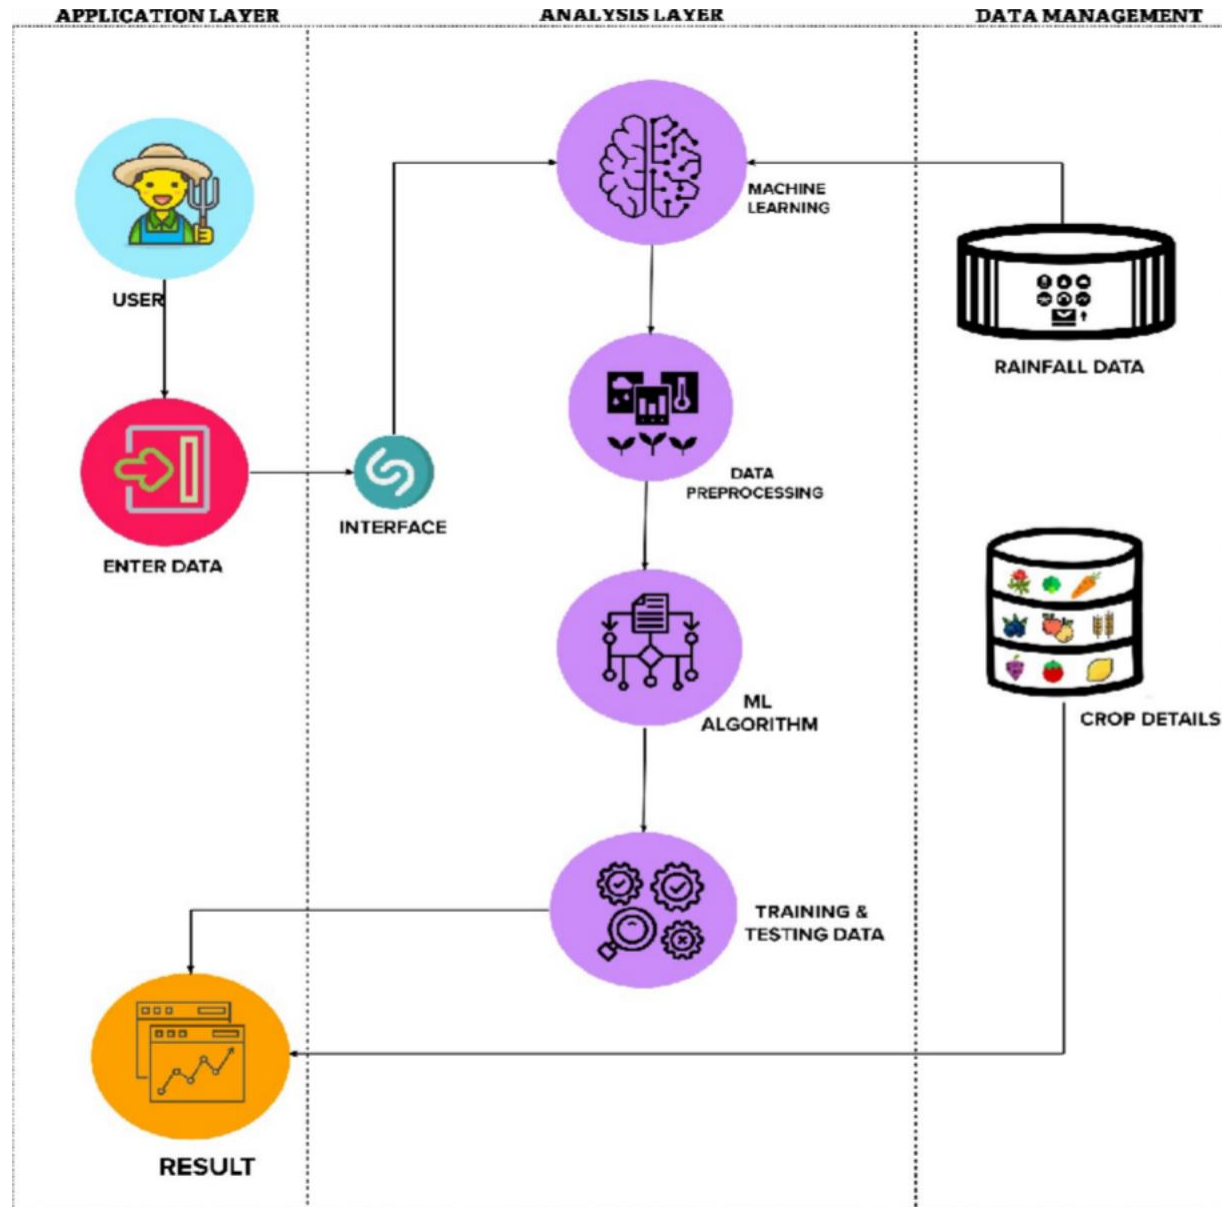 APPLICATION LAYER
ANALYSIS LAYER
DATA MANAGEMENT
USER
ENTER DATA
INTERFACE
MACHINE
LEARNING
DATA
PREPROCESSING
ML
ALGORITHM
TRAINING &
TESTING DATA
RAINFALL DATA
CROP DETAILS
RESULT